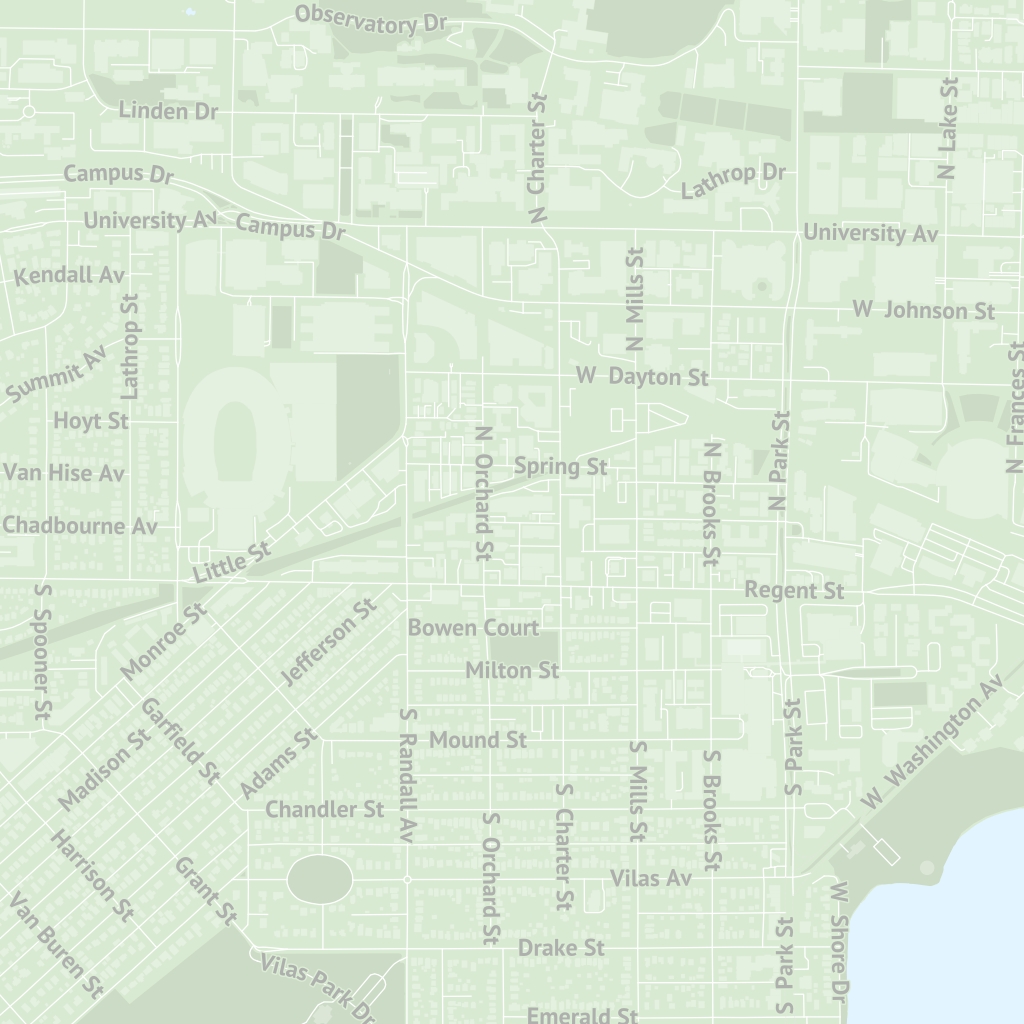 Observatory Dr
Linden Dr
N Charter St
N Lake St
Campus Dr
Lathrop Dr
University Av
Campus Dr
University Av
Kendall Av
Lathrop St
N Mills St
W Johnson St
Summit Av
W Dayton St
N Frances St
Hoyt St
N Orchard St
N Park St
Van Hise Av
Spring St
N Brooks St
Chadbourne Av
Little St
Regent St
S Spooner St
Monroe St
Jefferson St
Bowen Court
Milton St
Garfield St
S Randall Av
Mound St
S Park St
W Washington Av
Madison St
Adams St
S Mills St
S Brooks St
Chandler St
S Charter St
S Orchard St
Harrison St
Grant St
Vilas Av
Van Buren St
Drake St
S Park St
W Shore Dr
Vilas Park Dr
Emerald St